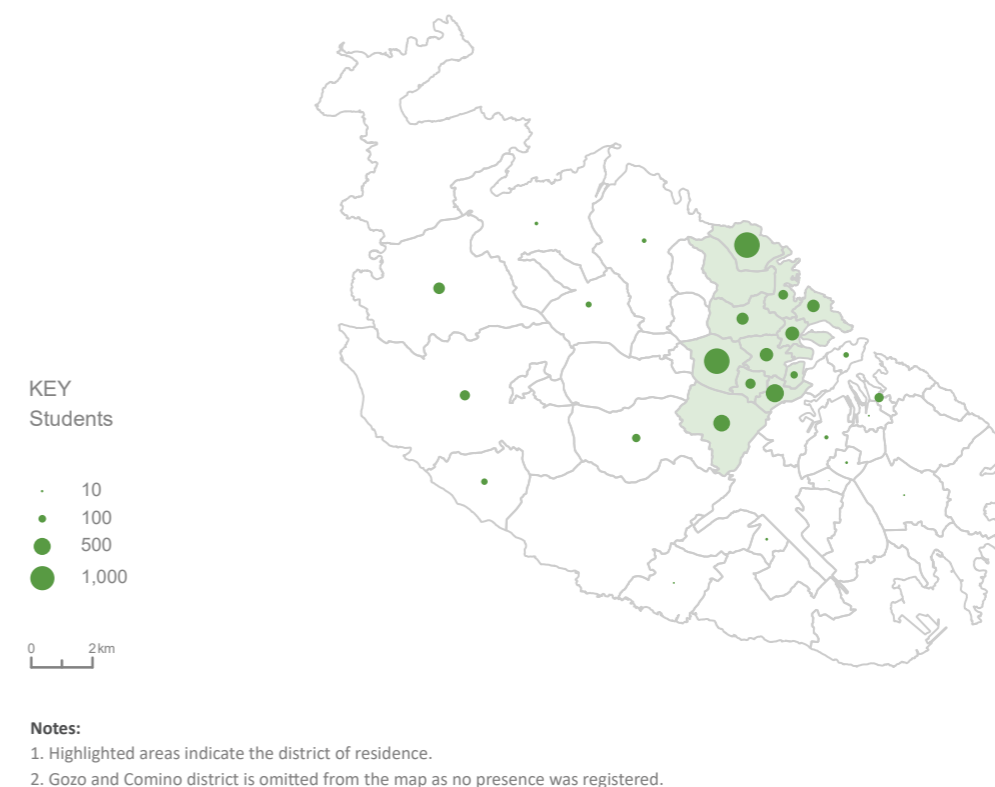 KEY
Students
10
100
500
1,000
0 2km
Notes:
1. Highlighted areas indicate the district of residence.
2. Gozo and Comino district is omitted from the map as no presence was registered.